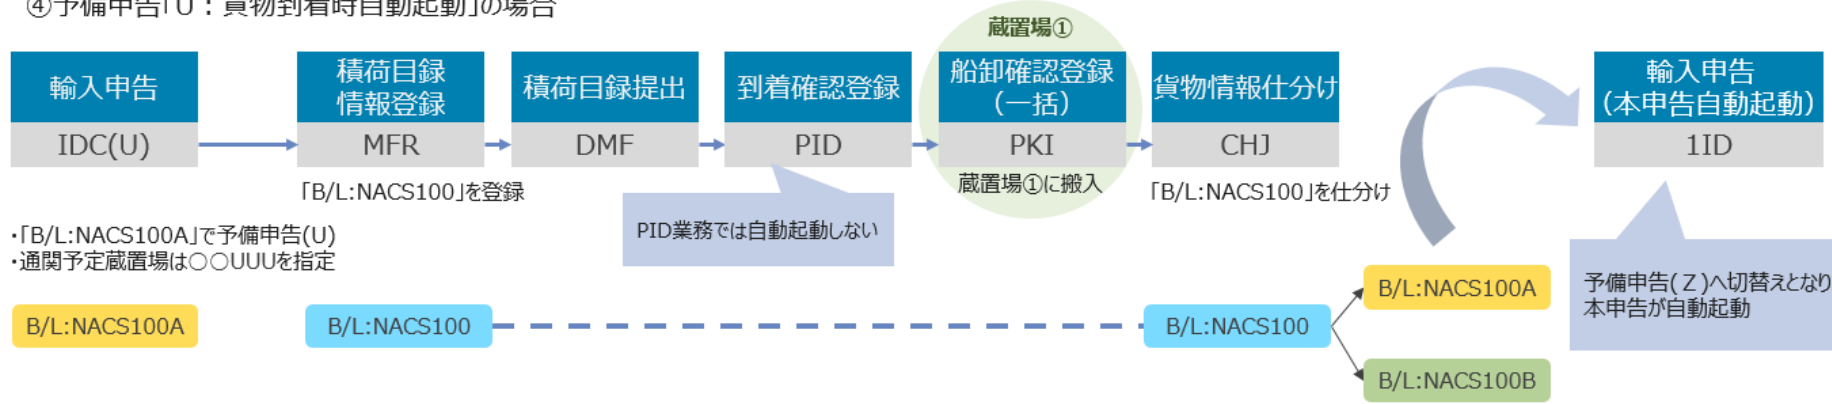 ④予備申告「U：貨物到着時自動起動」の場合
蔵置場①
輸入申告
IDC(U)
積荷目録
情報登録
MFR
積荷目録提出
DMF
到着確認登録
PID
船卸確認登録
（一括）
PKI
貨物情報仕分け
CHJ
輸入申告
（本申告自動起動）
1ID
「B/L:NACS100」を登録
蔵置場①に搬入
「B/L:NACS100」を仕分け
PID業務では自動起動しない
・「B/L:NACS100A」で予備申告(U)
・通関予定蔵置場は○○UUUを指定
予備申告(Z)へ切替えとなり
本申告が自動起動
B/L:NACS100A
B/L:NACS100
B/L:NACS100
B/L:NACS100A
B/L:NACS100B